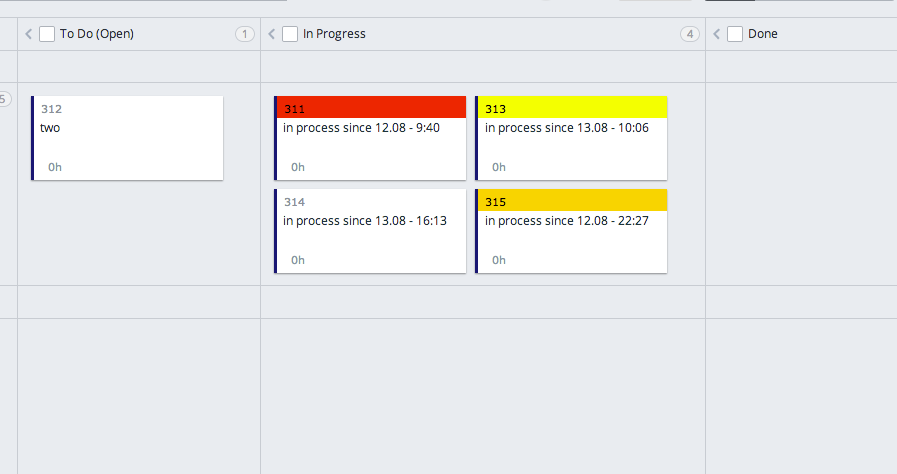 To Do (Open)
1
In Progress
4
Done
5
312
two
0h
311
in process since 12.08 - 9:40
0h
313
in process since 13.08 - 10:06
0h
314
in process since 13.08 - 16:13
0h
315
in process since 12.08 - 22:27
0h